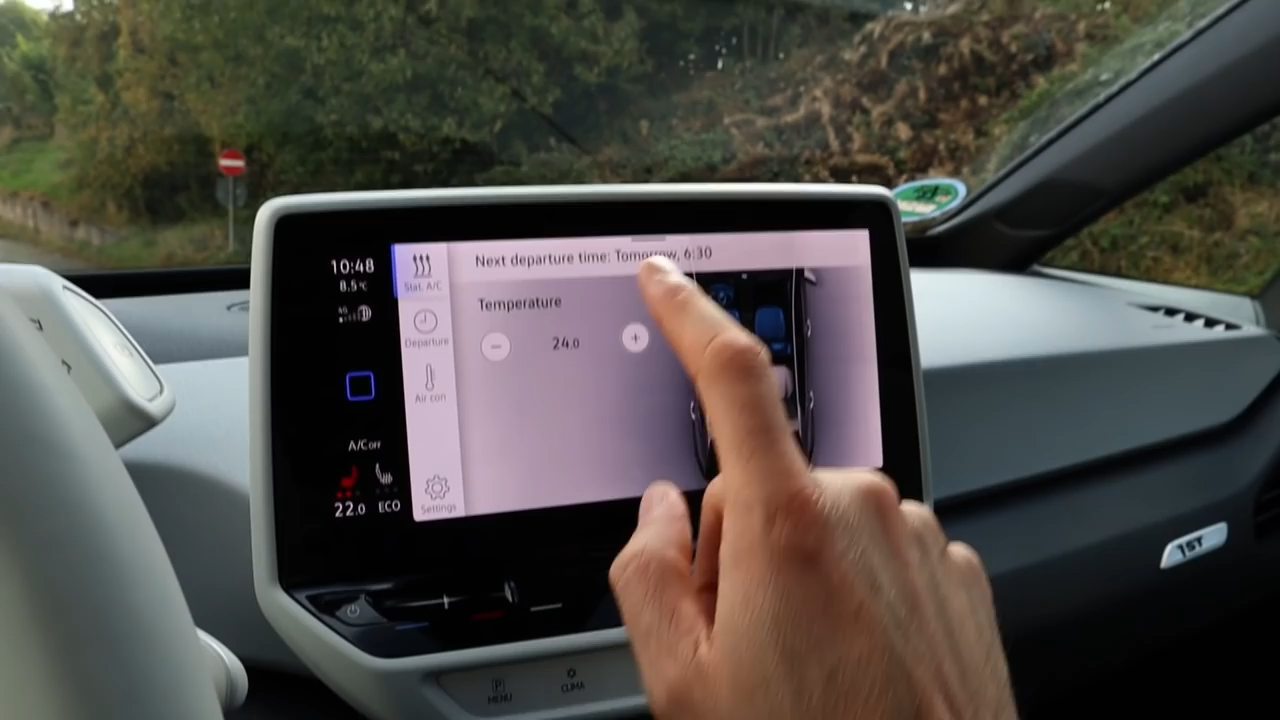 10:48
8.5°C
4G
A/C OFF
22.0 ECO
Stat. A/C
Departure
Air con
Settings
Next departure time: Tomorrow, 6:30
Temperature
24.0
P
MENU
CLIMA
1ST